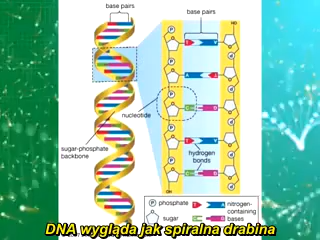 base pairs
base pairs
nucleotide
sugar-phosphate
backbone
hydrogen
bonds
phosphate
sugar
nitrogen-
containing
bases
DNA wygląda jak spiralna drabina